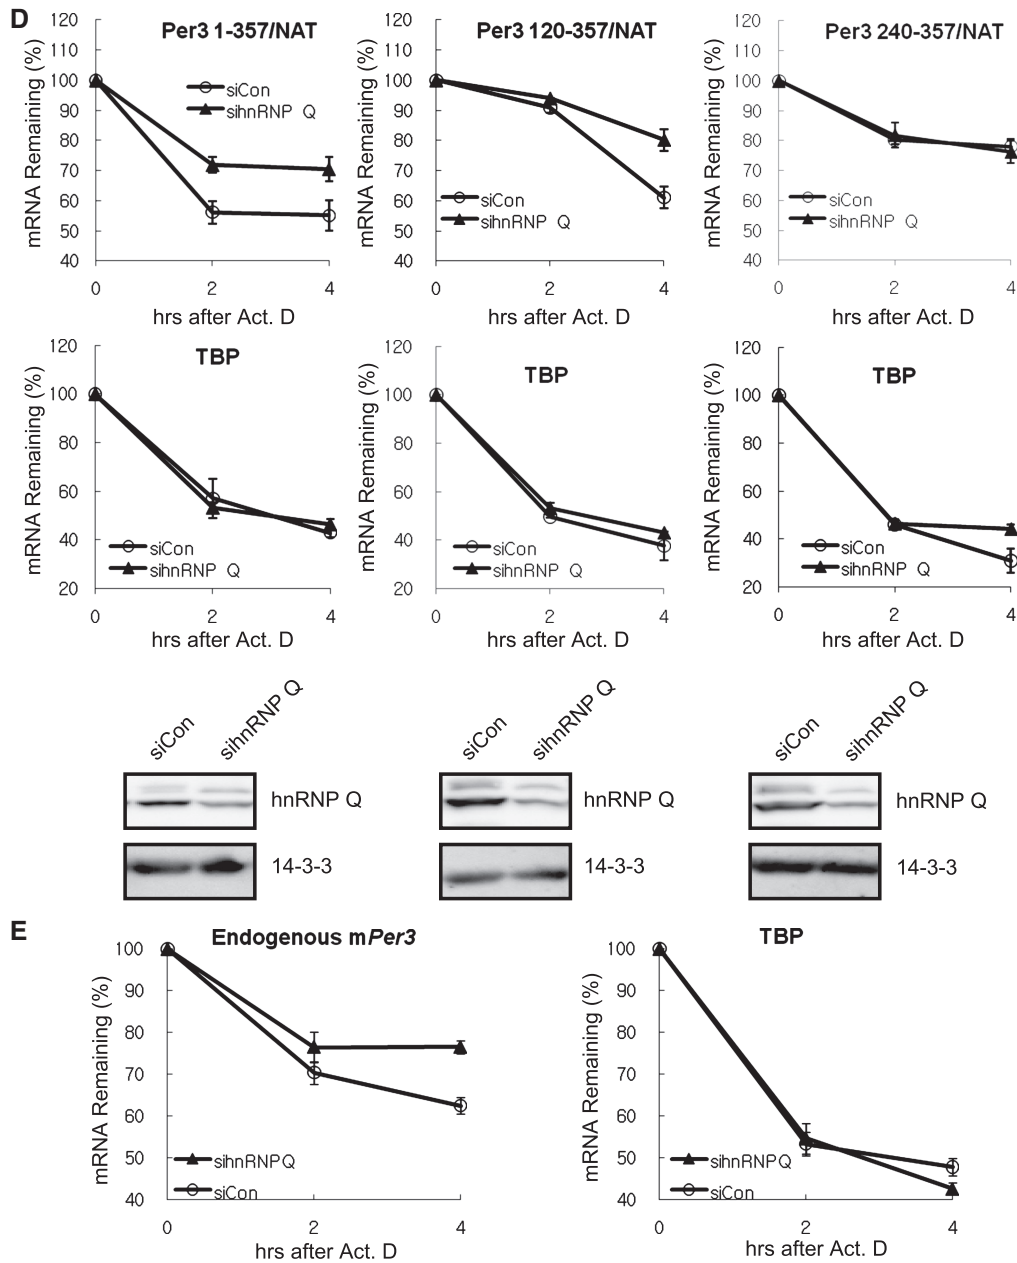 D
Per3 1-357/NAT
mRNA Remaining (%)
120
110
100
90
80
70
60
50
40
siCon
sihnRNP Q
0 2 4
hrs after Act. D
Per3 120-357/NAT
mRNA Remaining (%)
120
110
100
90
80
70
60
50
40
siCon
sihnRNP Q
0 2 4
hrs after Act. D
Per3 240-357/NAT
mRNA Remaining (%)
120
110
100
90
80
70
60
50
40
siCon
sihnRNP Q
0 2 4
hrs after Act. D
TBP
mRNA Remaining (%)
120
100
80
60
40
20
siCon
sihnRNP Q
0 2 4
hrs after Act. D
TBP
mRNA Remaining (%)
120
100
80
60
40
20
siCon
sihnRNP Q
0 2 4
hrs after Act. D
TBP
mRNA Remaining (%)
120
100
80
60
40
20
siCon
sihnRNP Q
0 2 4
hrs after Act. D
siCon sihnRNP Q
hnRNP Q
14-3-3
siCon sihnRNP Q
hnRNP Q
14-3-3
siCon sihnRNP Q
hnRNP Q
14-3-3
E
Endogenous mPer3
mRNA Remaining (%)
100
90
80
70
60
50
40
sihnRNPQ
siCon
0 2 4
hrs after Act. D
TBP
mRNA Remaining (%)
100
90
80
70
60
50
40
sihnRNPQ
siCon
0 2 4
hrs after Act. D